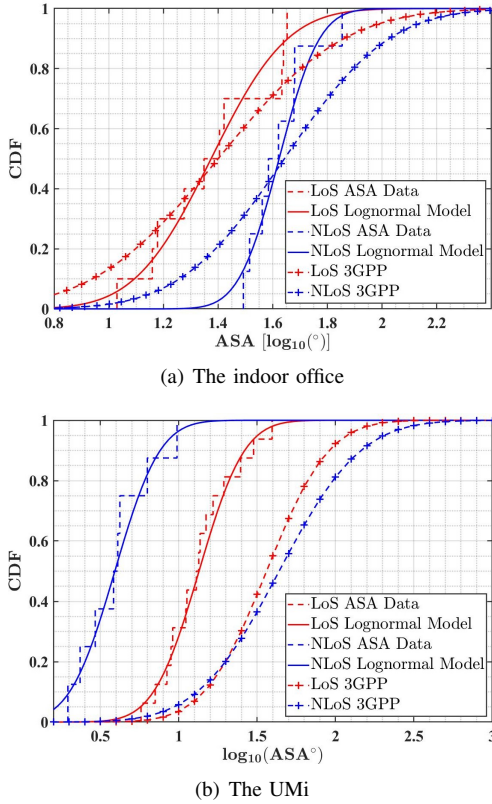 1
0.8
0.6
0.4
0.2
0
CDF
LoS ASA Data
LoS Lognormal Model
NLoS ASA Data
NLoS Lognormal Model
LoS 3GPP
NLoS 3GPP
0.8 1 1.2 1.4 1.6 1.8 2 2.2
ASA [log10(°)]
(a) The indoor office
1
0.8
0.6
0.4
0.2
0
CDF
LoS ASA Data
LoS Lognormal Model
NLoS ASA Data
NLoS Lognormal Model
LoS 3GPP
NLoS 3GPP
0.5 1 1.5 2 2.5 3
log10(ASA°)
(b) The UMi